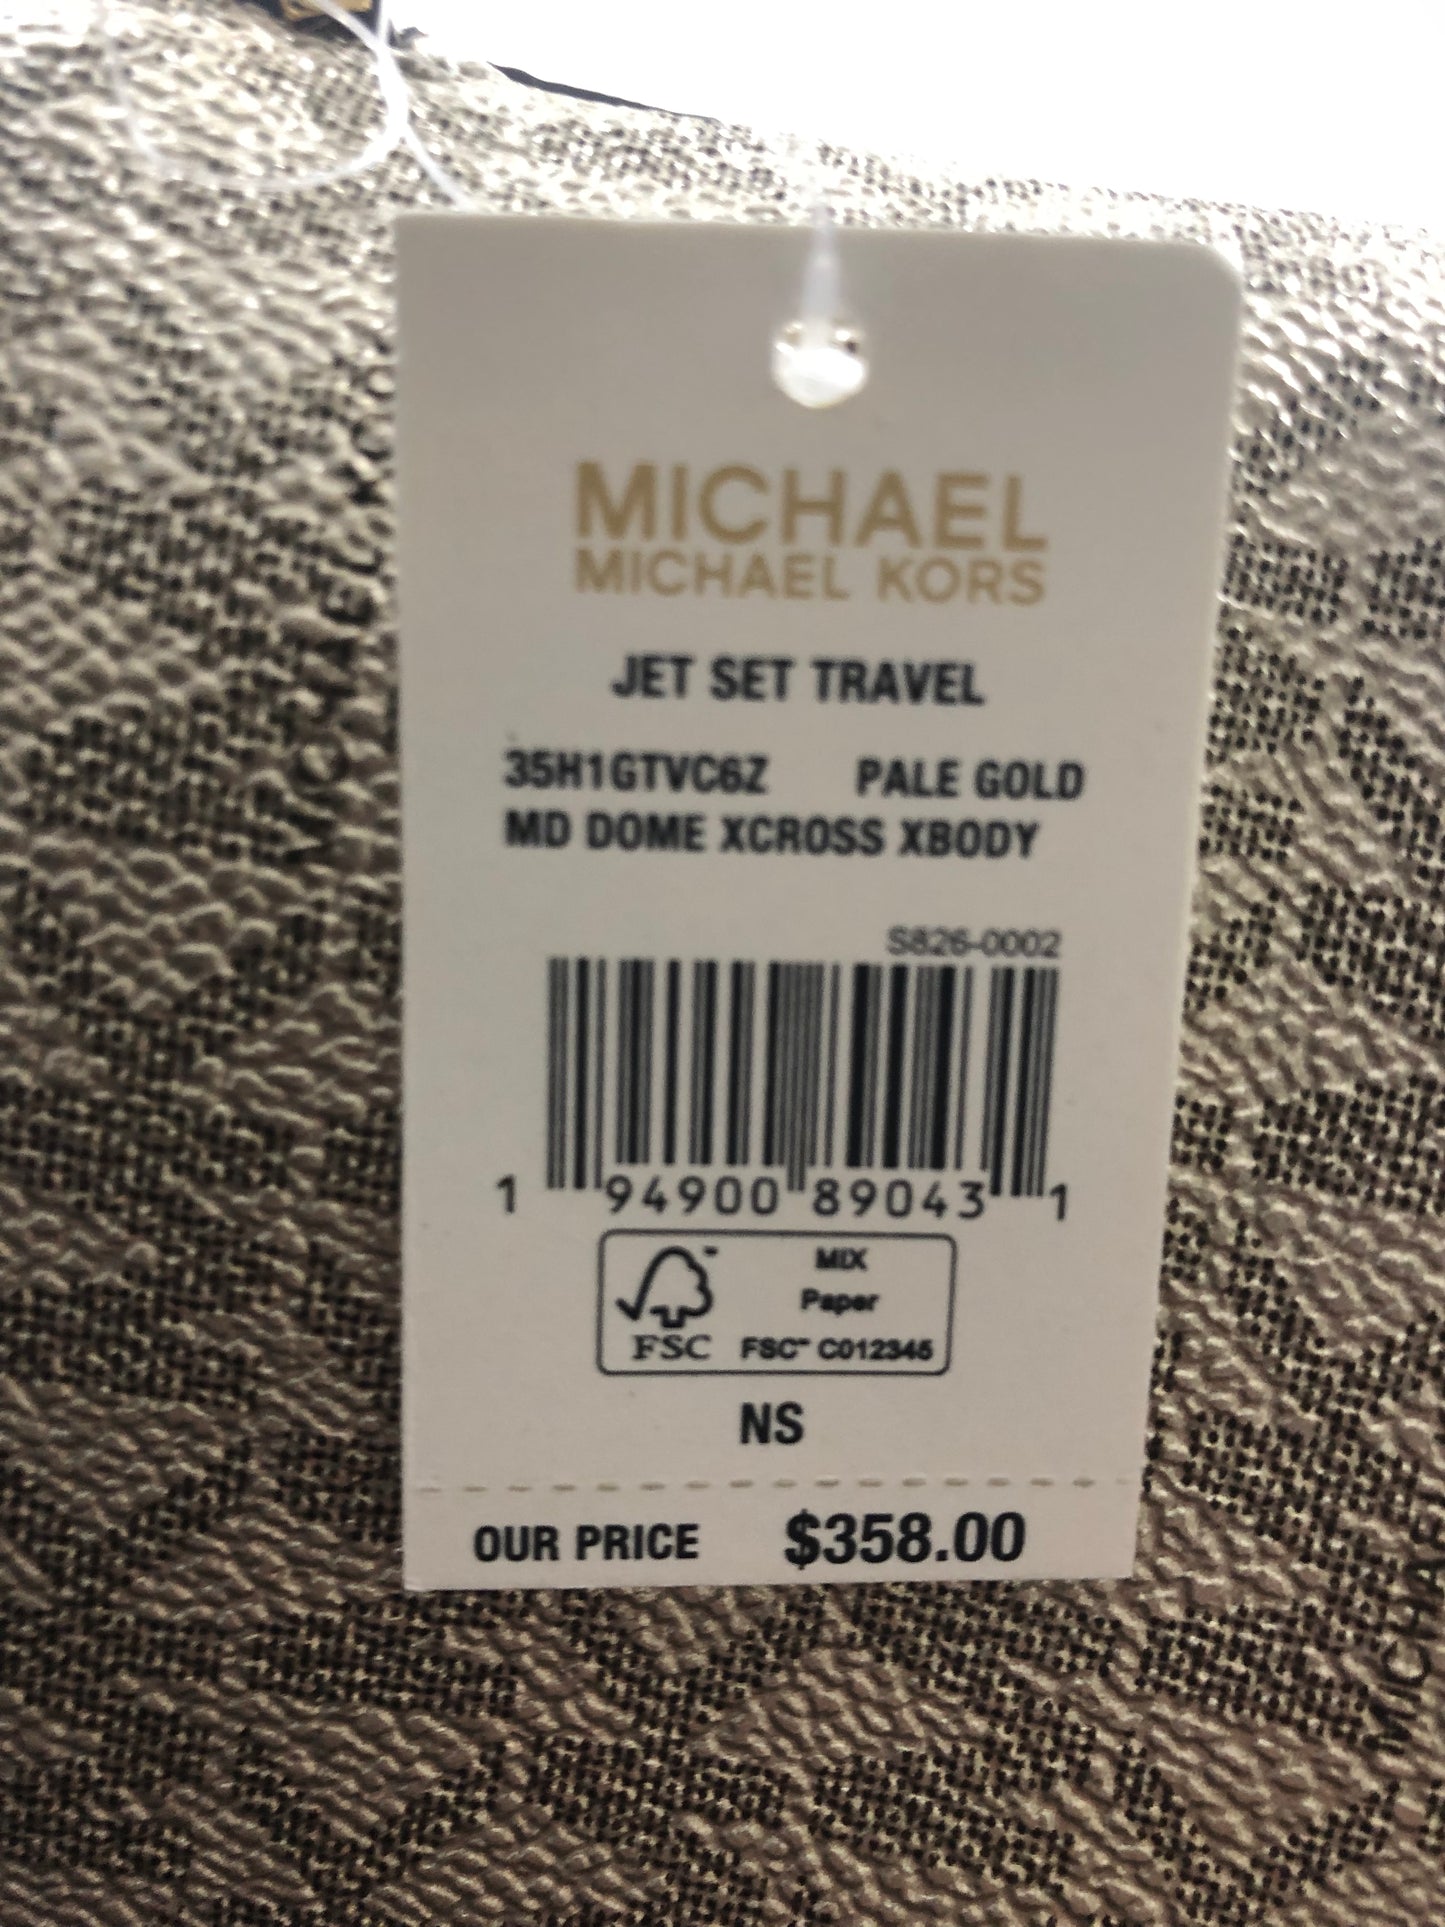 MICHAEL
MICHAEL KORS
JET SET TRAVEL
35H1GTVC6Z PALE GOLD
MD DOME XCROSS XBODY
S826-0002
1 94900 89043 1
MIX
Paper
FSC FSC™ C012345
NS
OUR PRICE $358.00